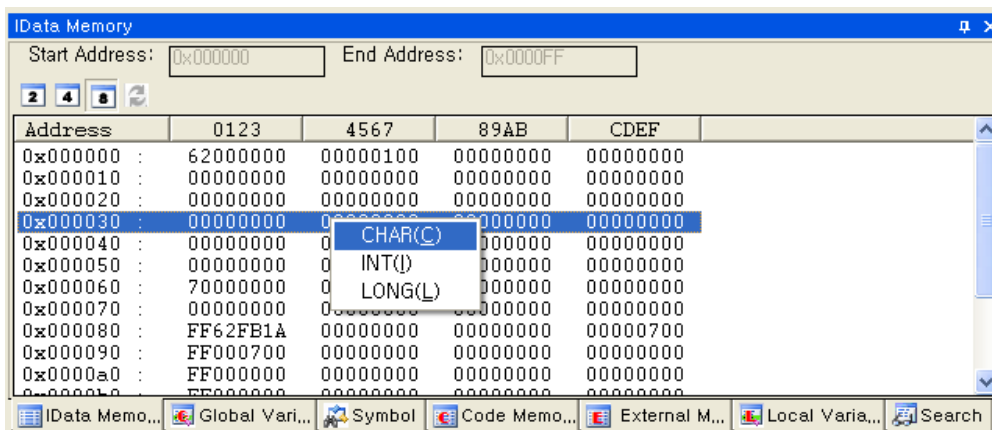 IData Memory
Start Address: 0x000000 End Address: 0x0000FF
2 4 8
Address 0123 4567 89AB CDEF
0x000000 : 62000000 00000100 00000000 00000000
0x000010 : 00000000 00000000 00000000 00000000
0x000020 : 00000000 00000000 00000000 00000000
0x000030 : 00000000 00000000 00000000
CHAR(C)
0x000040 : 00000000 00000000
0x000050 : 00000000 00000000
INT(I)
0x000060 : 70000000 00000000
LONG(L)
0x000070 : 00000000 00000000 00000000 00000000
0x000080 : FF62FB1A 00000000 00000000 00000700
0x000090 : FF000700 00000000 00000000 00000000
0x0000a0 : FF000000 00000000 00000000 00000000
IData Memo... Global Vari... Symbol Code Memo... External M... Local Varia... Search